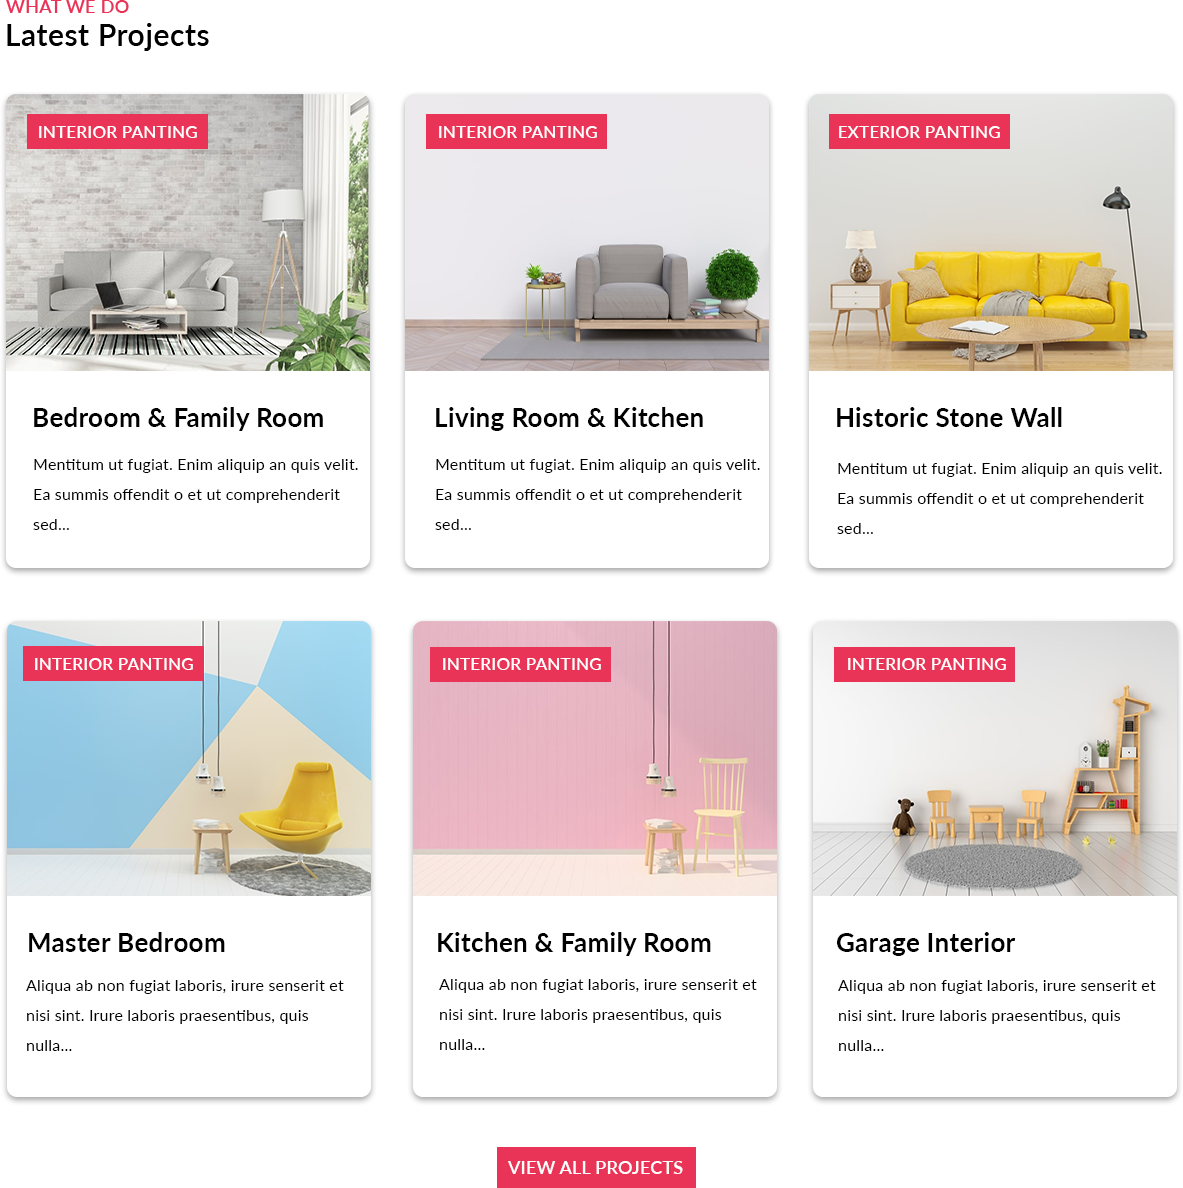 WHAT WE DO
Latest Projects
INTERIOR PANTING
INTERIOR PANTING
EXTERIOR PANTING
Bedroom & Family Room
Mentitum ut fugiat. Enim aliquip an quis velit.
Ea summis offendit o et ut comprehenderit
sed...
Living Room & Kitchen
Mentitum ut fugiat. Enim aliquip an quis velit.
Ea summis offendit o et ut comprehenderit
sed...
Historic Stone Wall
Mentitum ut fugiat. Enim aliquip an quis velit.
Ea summis offendit o et ut comprehenderit
sed...
INTERIOR PANTING
INTERIOR PANTING
INTERIOR PANTING
Master Bedroom
Aliqua ab non fugiat laboris, irure senserit et
nisi sint. Irure laboris praesentibus, quis
nulla...
Kitchen & Family Room
Aliqua ab non fugiat laboris, irure senserit et
nisi sint. Irure laboris praesentibus, quis
nulla...
Garage Interior
Aliqua ab non fugiat laboris, irure senserit et
nisi sint. Irure laboris praesentibus, quis
nulla...
VIEW ALL PROJECTS